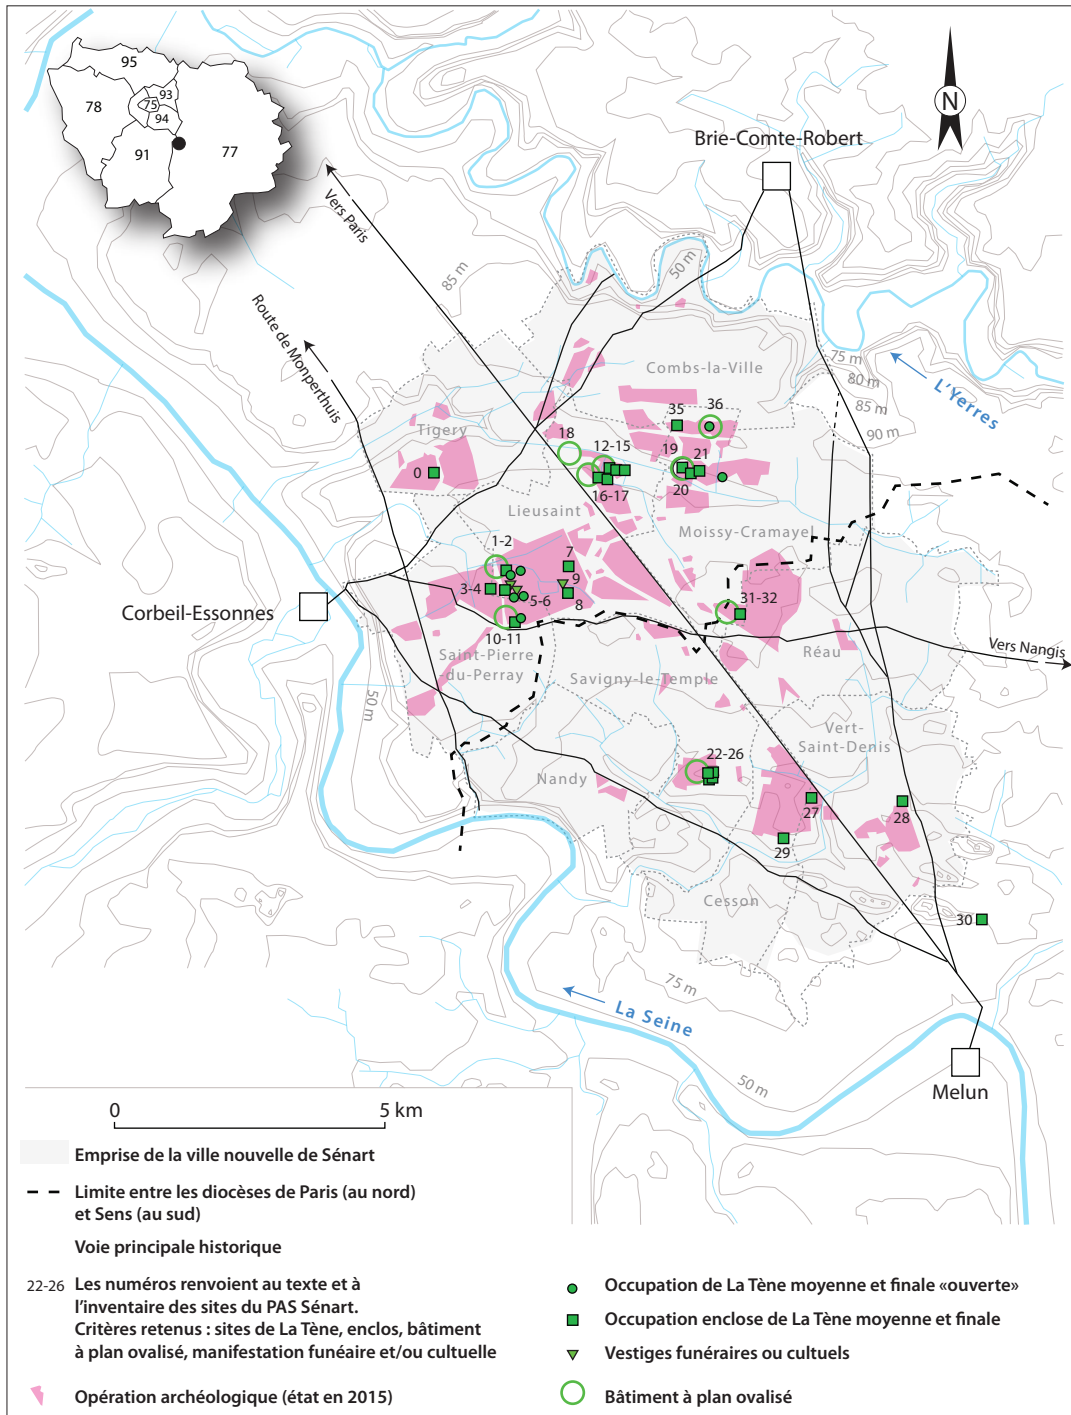 95
93
78
75
94
91
77
N
Brie-Comte-Robert
Vers Paris
85 m
50 m
Route de Monperthuis
75 m
80 m
85 m
90 m
L'Yerres
Combs-la-Ville
35
36
Tigery
18
12-15
19
21
0
16-17
20
Lieusaint
Moissy-Cramayel
1-2
7
9
3-4
5-6
8
31-32
Corbeil-Essonnes
10-11
Saint-Pierre
-du-Perray
Réau
Vers Nangis
Savigny-le-Temple
50 m
Vert-
Saint-Denis
22-26
Nandy
27
28
29
Cesson
30
75 m
La Seine
50 m
Melun
0
5 km
Emprise de la ville nouvelle de Sénart
Limite entre les diocèses de Paris (au nord)
et Sens (au sud)
Voie principale historique
22-26 Les numéros renvoient au texte et à
l'inventaire des sites du PAS Sénart.
Critères retenus : sites de La Tène, enclos, bâtiment
à plan ovalisé, manifestation funéaire et/ou cultuelle
Opération archéologique (état en 2015)
Occupation de La Tène moyenne et finale «ouverte»
Occupation enclose de La Tène moyenne et finale
Vestiges funéraires ou cultuels
Bâtiment à plan ovalisé